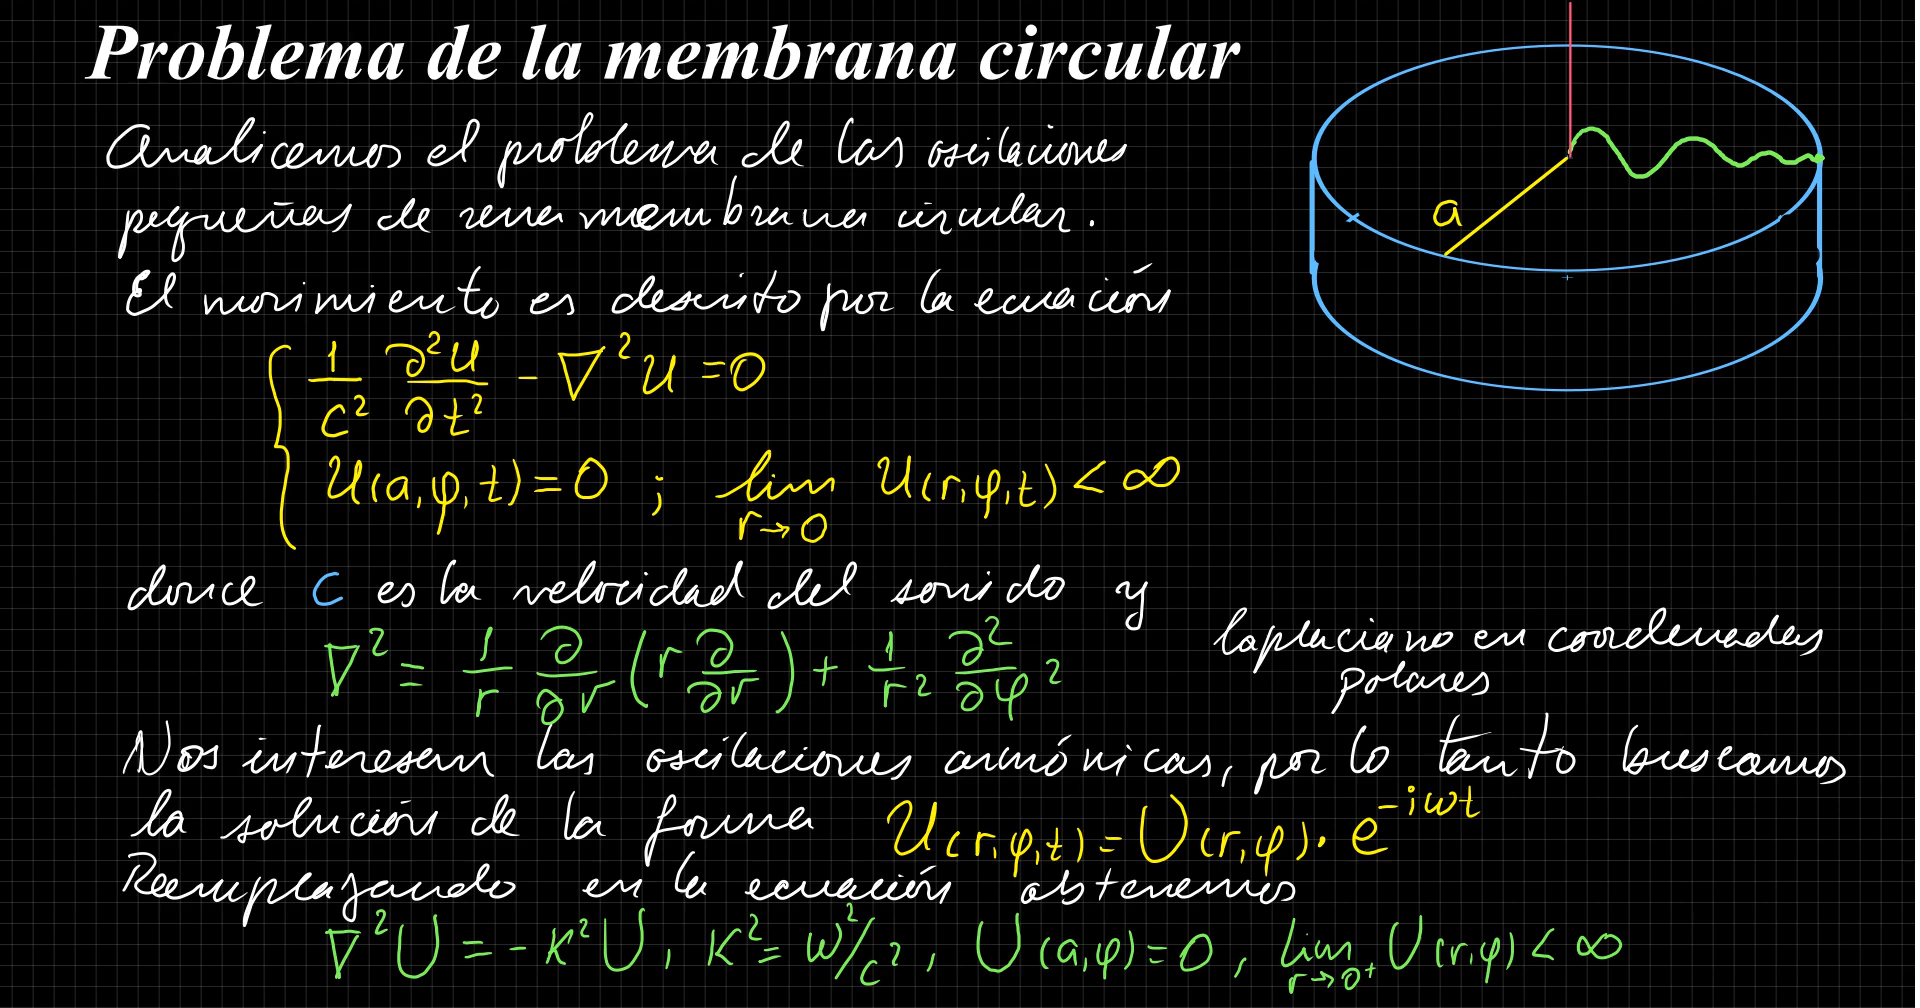 Problema de la membrana circular
Analicemos el problema de las oscilaciones
pequeñas de una membrana circular.
a
El movimiento es descrito por la ecuación
1/c² ∂²u/∂t² - ∇²u = 0
u(a,φ,t) = 0 ; lim r→0 u(r,φ,t) < ∞
donde c es la velocidad del sonido y
∇² = 1/r ∂/∂r (r ∂/∂r) + 1/r² ∂²/∂φ²
laplaciano en coordenadas
polares
Nos interesan las oscilaciones armónicas, por lo tanto buscamos
la solución de la forma u(r,φ,t) = U(r,φ)· e^{-iωt}
Reemplazando en la ecuación obtenemos
∇²U = -K²U, K² = ω²/c², U(a,φ) = 0, lim r→0⁺ U(r,φ) < ∞